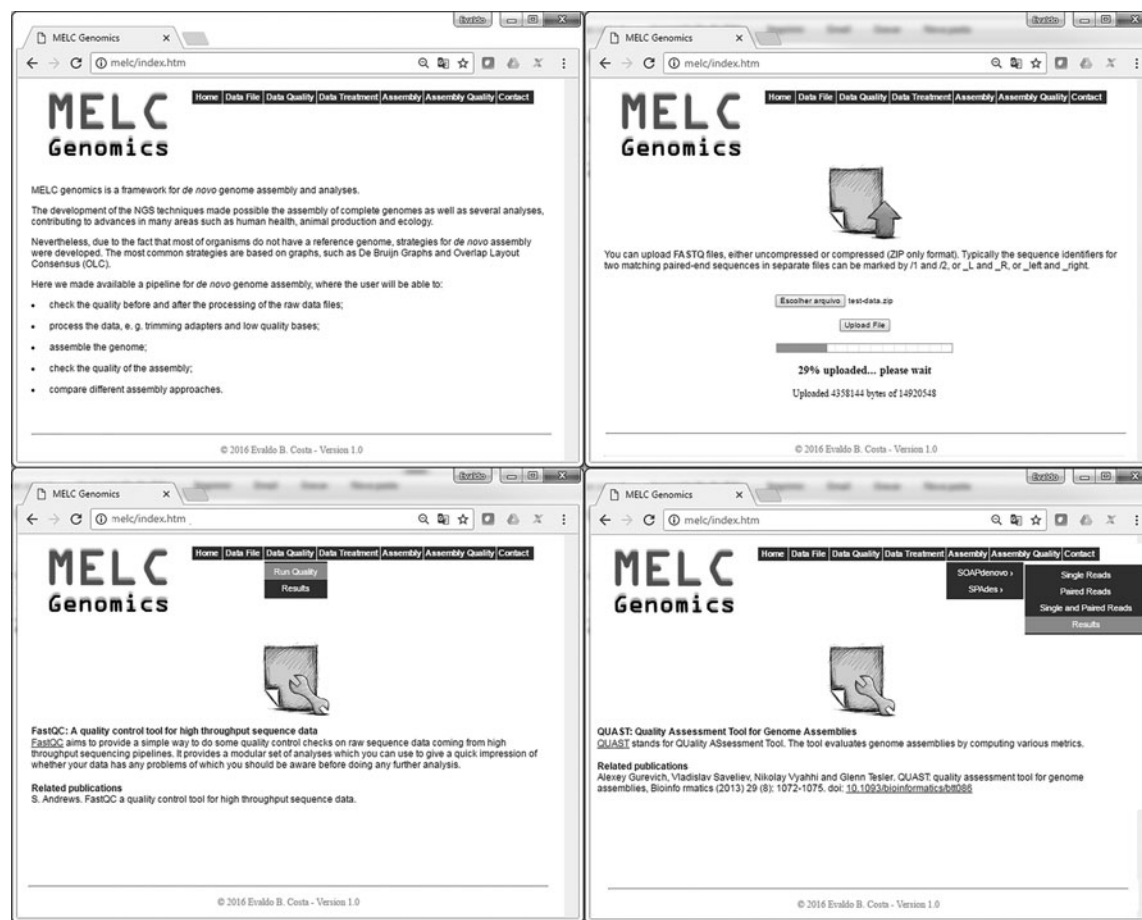 Evaldo
MELC Genomics
melc/index.htm
MELC
Genomics
Home Data File Data Quality Data Treatment Assembly Assembly Quality Contact
MELC genomics is a framework for de novo genome assembly and analyses.
The development of the NGS techniques made possible the assembly of complete genomes as well as several analyses,
contributing to advances in many areas such as human health, animal production and ecology.
Nevertheless, due to the fact that most of organisms do not have a reference genome, strategies for de novo assembly
were developed. The most common strategies are based on graphs, such as De Bruijn Graphs and Overlap Layout
Consensus (OLC).
Here we made available a pipeline for de novo genome assembly, where the user will be able to:
• check the quality before and after the processing of the raw data files;
• process the data, e. g. trimming adapters and low quality bases;
• assemble the genome;
• check the quality of the assembly;
• compare different assembly approaches.
© 2016 Evaldo B. Costa - Version 1.0
Evaldo
MELC Genomics
melc/index.htm
MELC
Genomics
Home Data File Data Quality Data Treatment Assembly Assembly Quality Contact
You can upload FASTQ files, either uncompressed or compressed (ZIP only format). Typically the sequence identifiers for
two matching paired-end sequences in separate files can be marked by /1 and /2, or _L and _R, or _left and _right.
Escolher arquivo test-data.zip
Upload File
29% uploaded... please wait
Uploaded 4358144 bytes of 14920548
© 2016 Evaldo B. Costa - Version 1.0
Evaldo
MELC Genomics
melc/index.htm
MELC
Genomics
Home Data File Data Quality Data Treatment Assembly Assembly Quality Contact
Run Quality
Results
FastQC: A quality control tool for high throughput sequence data
FastQC aims to provide a simple way to do some quality control checks on raw sequence data coming from high
throughput sequencing pipelines. It provides a modular set of analyses which you can use to give a quick impression of
whether your data has any problems of which you should be aware before doing any further analysis.
Related publications
S. Andrews. FastQC a quality control tool for high throughput sequence data.
© 2016 Evaldo B. Costa - Version 1.0
Evaldo
MELC Genomics
melc/index.htm
MELC
Genomics
Home Data File Data Quality Data Treatment Assembly Assembly Quality Contact
SOAPdenovo ›
SPAdes ›
Single Reads
Paired Reads
Single and Paired Reads
Results
QUAST: Quality Assessment Tool for Genome Assemblies
QUAST stands for QUality ASsessment Tool. The tool evaluates genome assemblies by computing various metrics.
Related publications
Alexey Gurevich, Vladislav Saveliev, Nikolay Vyahhi and Glenn Tesler. QUAST: quality assessment tool for genome
assemblies, Bioinfo rmatics (2013) 29 (8): 1072-1075. doi: 10.1093/bioinformatics/btt086
© 2016 Evaldo B. Costa - Version 1.0